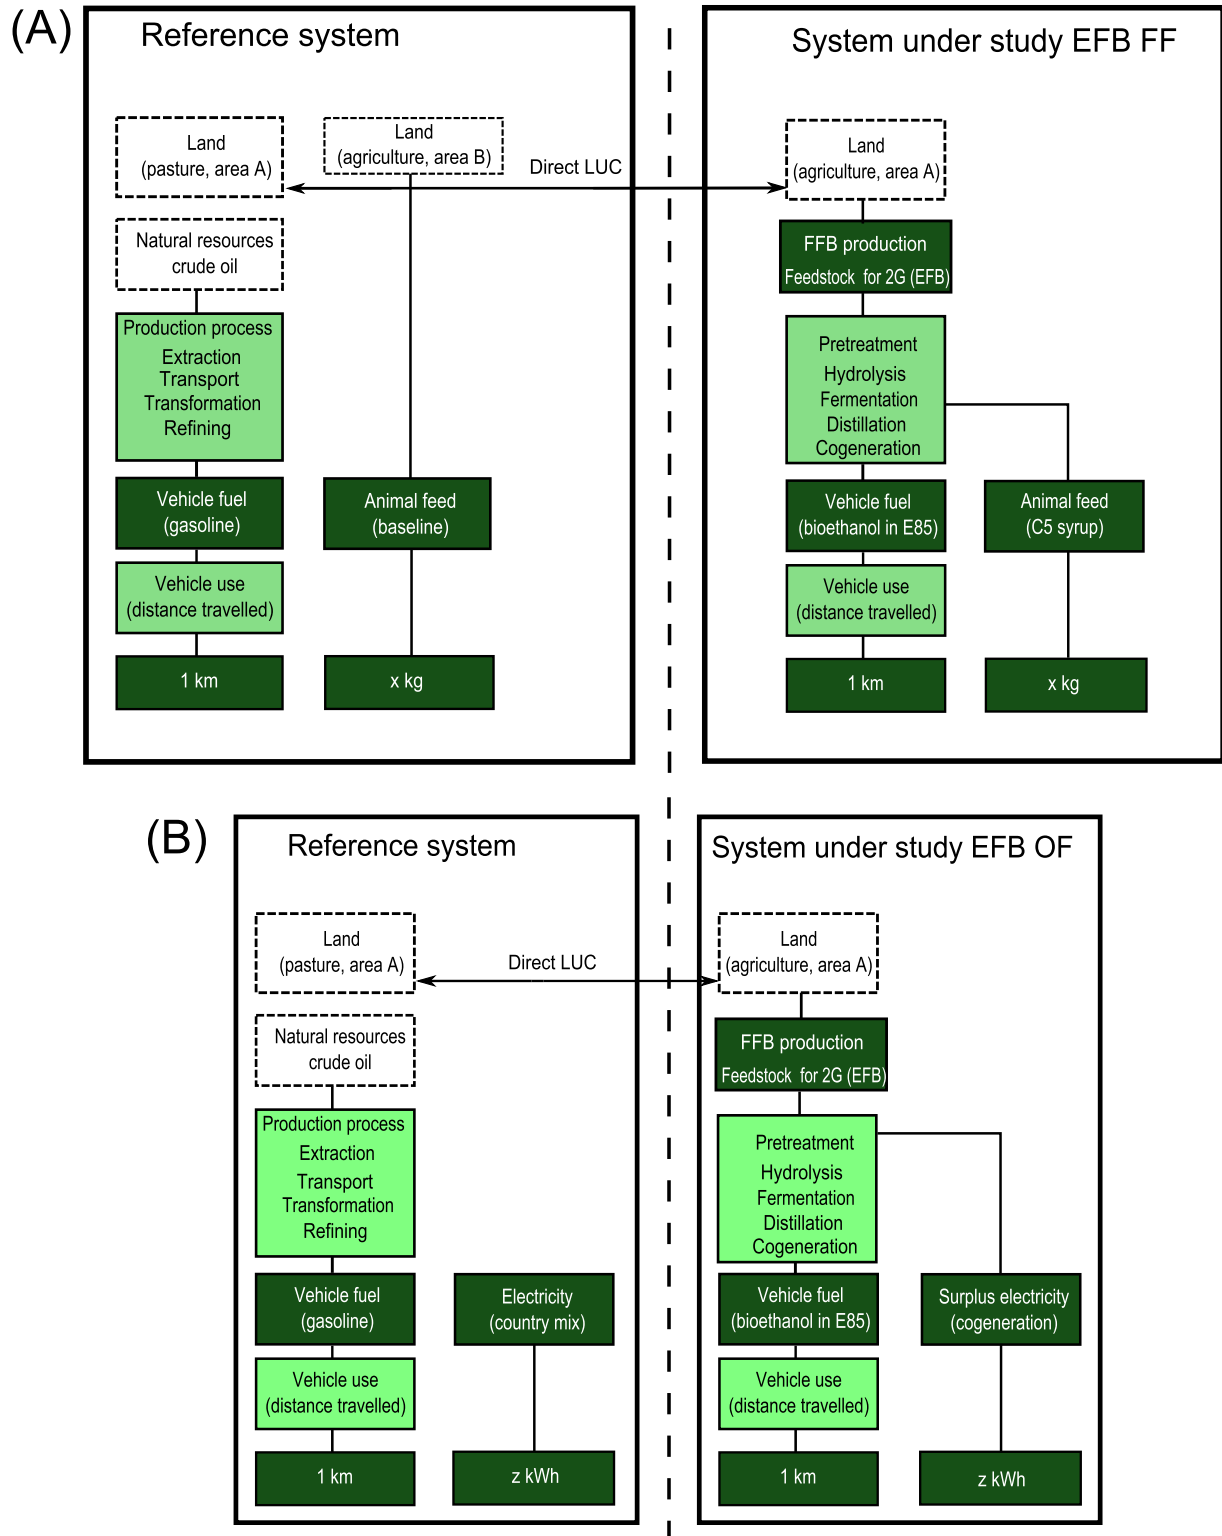 (A)
Reference system
Land
(pasture, area A)
Land
(agriculture, area B)
Direct LUC
Natural resources
crude oil
Production process
Extraction
Transport
Transformation
Refining
Vehicle fuel
(gasoline)
Animal feed
(baseline)
Vehicle use
(distance travelled)
1 km
x kg
System under study EFB FF
Land
(agriculture, area A)
FFB production
Feedstock for 2G (EFB)
Pretreatment
Hydrolysis
Fermentation
Distillation
Cogeneration
Vehicle fuel
(bioethanol in E85)
Animal feed
(C5 syrup)
Vehicle use
(distance travelled)
1 km
x kg
(B)
Reference system
Land
(pasture, area A)
Direct LUC
Natural resources
crude oil
Production process
Extraction
Transport
Transformation
Refining
Vehicle fuel
(gasoline)
Electricity
(country mix)
Vehicle use
(distance travelled)
1 km
z kWh
System under study EFB OF
Land
(agriculture, area A)
FFB production
Feedstock for 2G (EFB)
Pretreatment
Hydrolysis
Fermentation
Distillation
Cogeneration
Vehicle fuel
(bioethanol in E85)
Surplus electricity
(cogeneration)
Vehicle use
(distance travelled)
1 km
z kWh